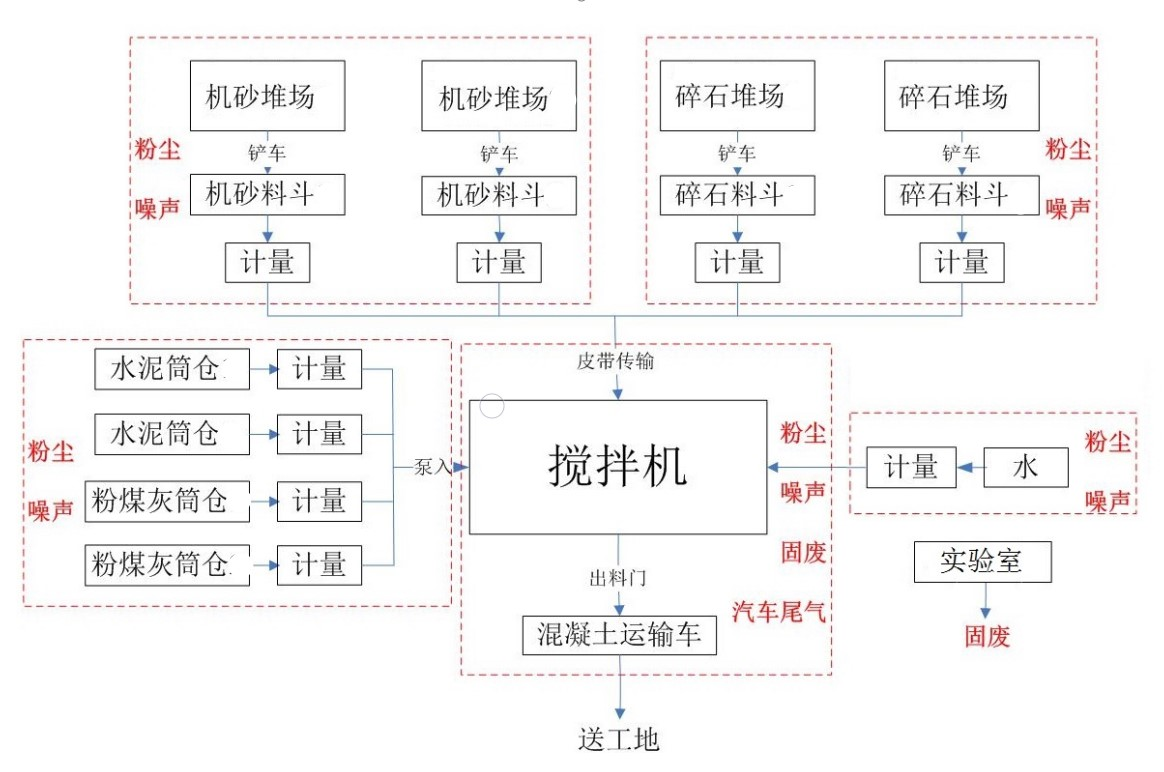 机砂堆场
机砂堆场
碎石堆场
碎石堆场
粉尘
铲车
铲车
铲车
铲车
粉尘
噪声
机砂料斗
机砂料斗
碎石料斗
碎石料斗
噪声
计量
计量
计量
计量
水泥筒仓
计量
皮带传输
水泥筒仓
计量
粉尘
噪声
粉煤灰筒仓
计量
粉煤灰筒仓
计量
泵入
搅拌机
粉尘
噪声
固废
汽车尾气
计量
水
粉尘
噪声
出料门
混凝土运输车
实验室
固废
送工地